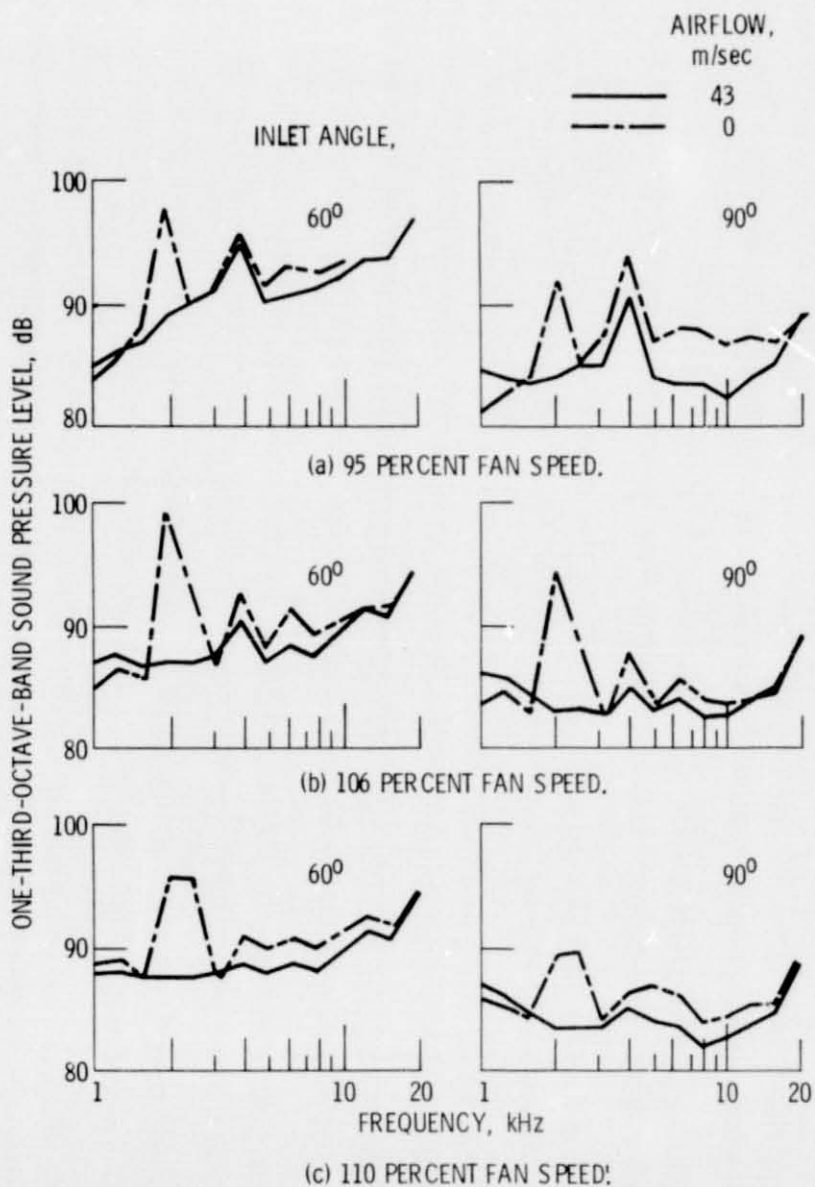 AIRFLOW,
m/sec
43
0
INLET ANGLE,
ONE-THIRD-OCTAVE-BAND SOUND PRESSURE LEVEL, dB
100
90
80
60⁰
90⁰
(a) 95 PERCENT FAN SPEED.
100
90
80
60⁰
90⁰
(b) 106 PERCENT FAN SPEED.
100
90
80
60⁰
90⁰
1 10 20 1 10 20
FREQUENCY, kHz
(c) 110 PERCENT FAN SPEED.